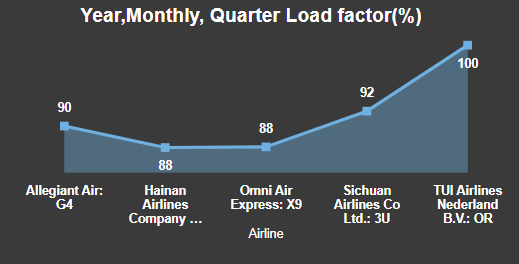 Year,Monthly, Quarter Load factor(%)
90
88
88
92
100
Allegiant Air:
G4
Hainan
Airlines
Company ...
Omni Air
Express: X9
Sichuan
Airlines Co
Ltd.: 3U
TUI Airlines
Nederland
B.V.: OR
Airline